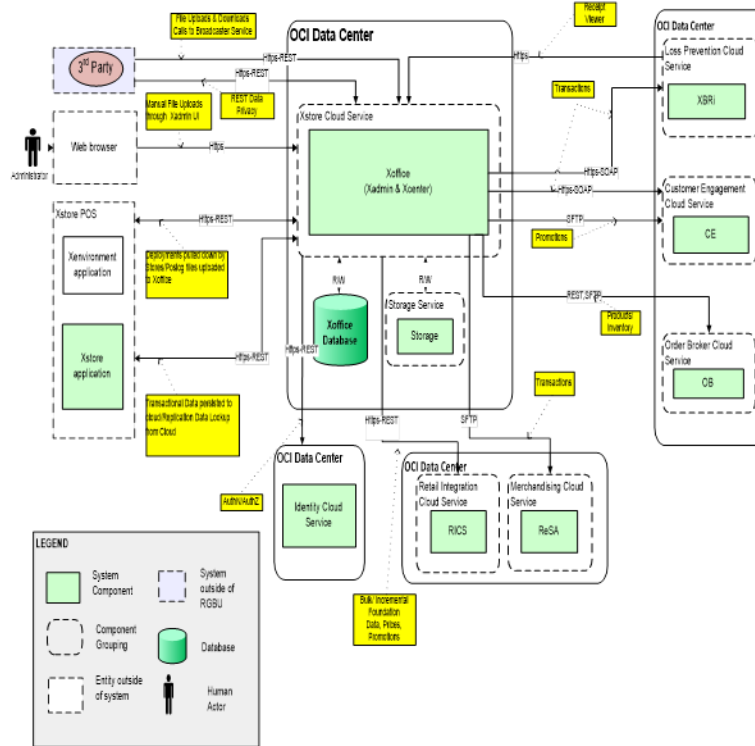 File Uploads & Downloads
Calls to Broadcaster Service
Receipt
Viewer
OCI Data Center
OCI Data Center
Https-REST
Https
Loss Prevention Cloud
Service
3rd Party
Https-REST
REST Data
Privacy
Transactions
XBRi
Manual File Uploads
through Xadmin UI
Xstore Cloud Service
Web browser
Https
Administrator
Xoffice
(Xadmin & Xcenter)
Https-SOAP
Https-SOAP
Customer Engagement
Cloud Service
Xstore POS
Https-REST
SFTP
CE
Promotions
Xenvironment
application
Deployments pulled down by
Stores/Poslog files uploaded
to Xoffice
R/W
R/W
Storage Service
REST,SFTP
Xoffice
Database
Storage
Products/
Inventory
Xstore
application
Https-REST
Https-REST
Order Broker Cloud
Service
OB
Transactional Data persisted to
cloud/Replication Data Lookup
from Cloud
Transactions
Https-REST
SFTP
OCI Data Center
OCI Data Center
AuthN/AuthZ
Identity Cloud
Service
Retail Integration
Cloud Service
Merchandising Cloud
Service
RICS
ReSA
LEGEND
System
Component
System
outside of
RGBU
Bulk/ Incremental
Foundation
Data, Prices,
Promotions
Component
Grouping
Database
Entity outside
of system
Human
Actor